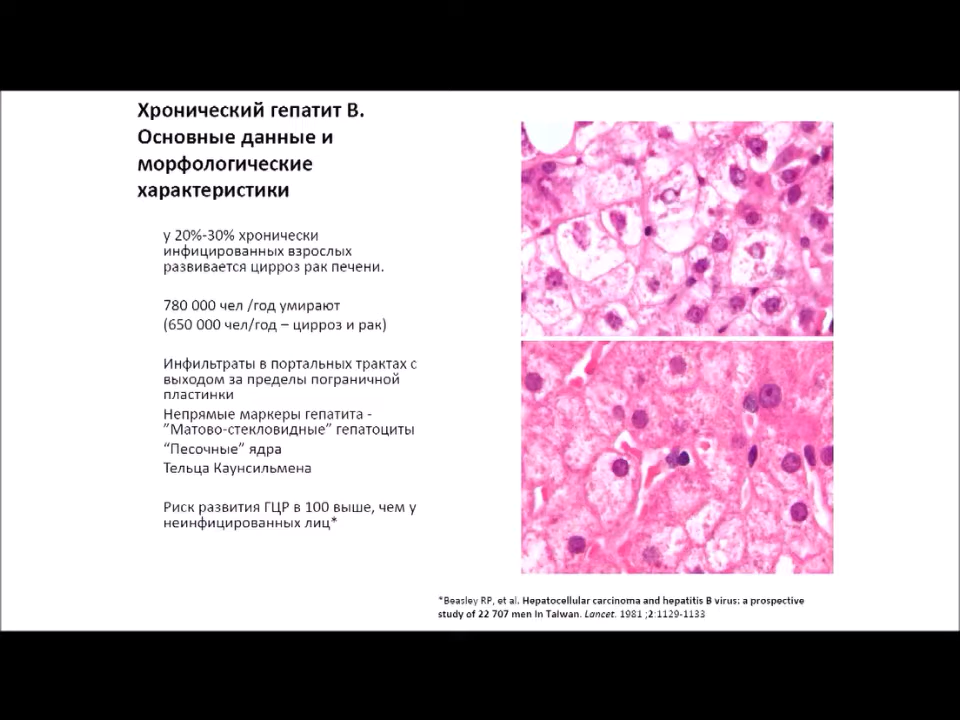 Хронический гепатит В.
Основные данные и
морфологические
характеристики
у 20%-30% хронически
инфицированных взрослых
развивается цирроз рак печени.
780 000 чел /год умирают
(650 000 чел/год – цирроз и рак)
Инфильтраты в портальных трактах с
выходом за пределы пограничной
пластинки
Непрямые маркеры гепатита -
”Матово-стекловидные” гепатоциты
“Песочные” ядра
Тельца Каунсильмена
Риск развития ГЦР в 100 выше, чем у
неинфицированных лиц*
*Beasley RP, et al. Hepatocellular carcinoma and hepatitis B virus: a prospective
study of 22 707 men in Taiwan. Lancet. 1981 ;2:1129-1133